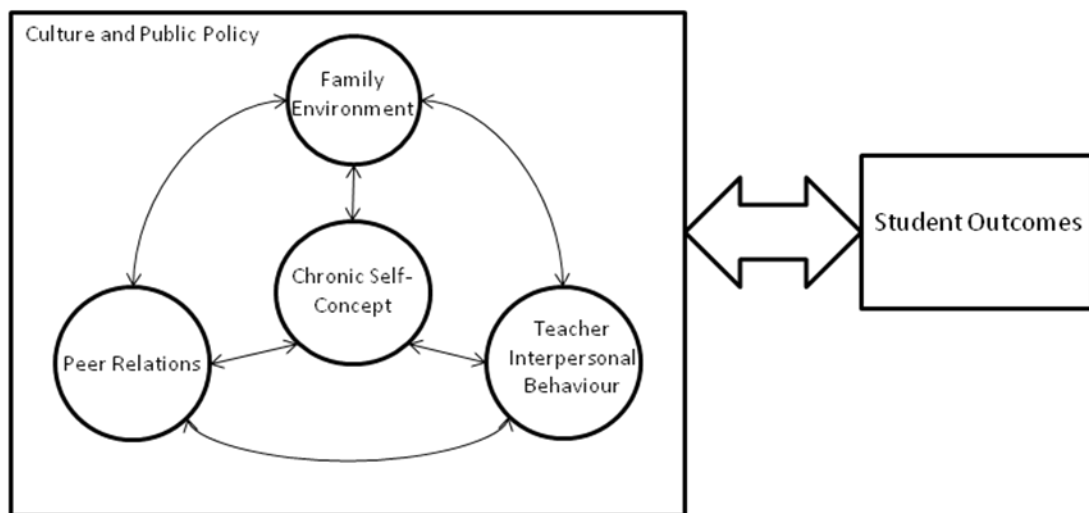 Culture and Public Policy
Family
Environment
Chronic Self-
Concept
Peer Relations
Teacher
Interpersonal
Behaviour
Student Outcomes